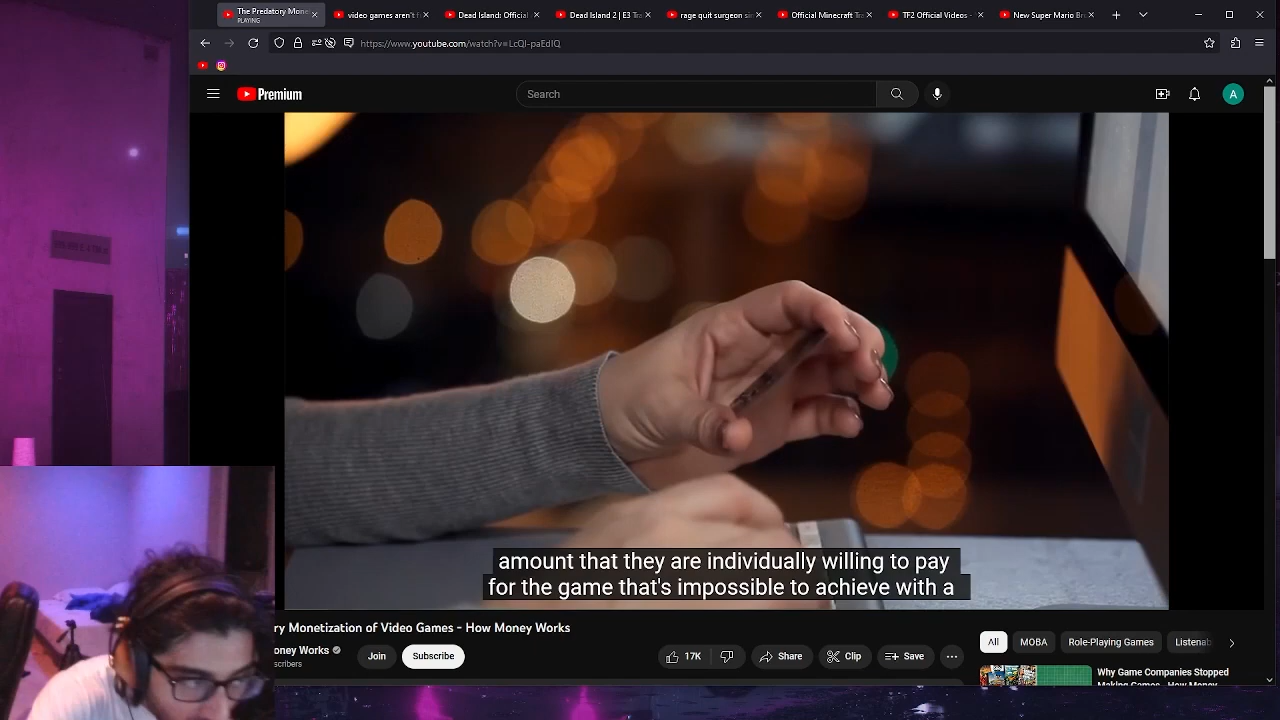 The Predatory Monet
PLAYING
video games aren't f
Dead Island: Official
Dead Island 2 | E3 Tra
rage quit surgeon si
Official Minecraft Tra
TF2 Official Videos -
New Super Mario Br
https://www.youtube.com/watch?v=LcQI-paEdIQ
Premium
Search
A
amount that they are individually willing to pay
for the game that's impossible to achieve with a
ry Monetization of Video Games - How Money Works
oney Works
scribers
Join
Subscribe
17K
Share
Clip
Save
All
MOBA
Role-Playing Games
Listenab
Why Game Companies Stopped
Making Games - How Money